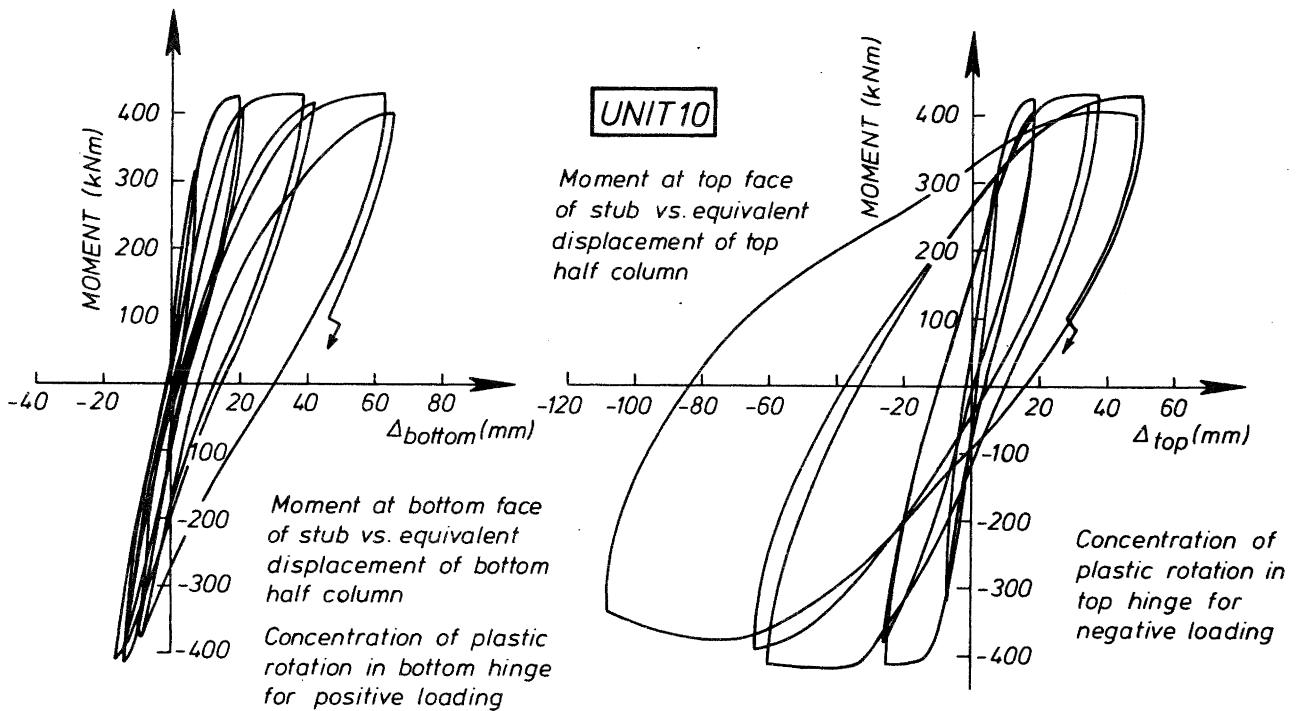 MOMENT (kNm)
400
300
200
100
-40
-20
20
40
60
80
Δbottom (mm)
-100
-200
-300
-400
Moment at bottom face
of stub vs. equivalent
displacement of bottom
half column
Concentration of plastic
rotation in bottom hinge
for positive loading
UNIT 10
Moment at top face
of stub vs. equivalent
displacement of top
half column
MOMENT (kNm)
400
300
200
100
-120
-100
-80
-60
-20
20
40
60
Δtop (mm)
-100
-200
-300
-400
Concentration of
plastic rotation in
top hinge for
negative loading